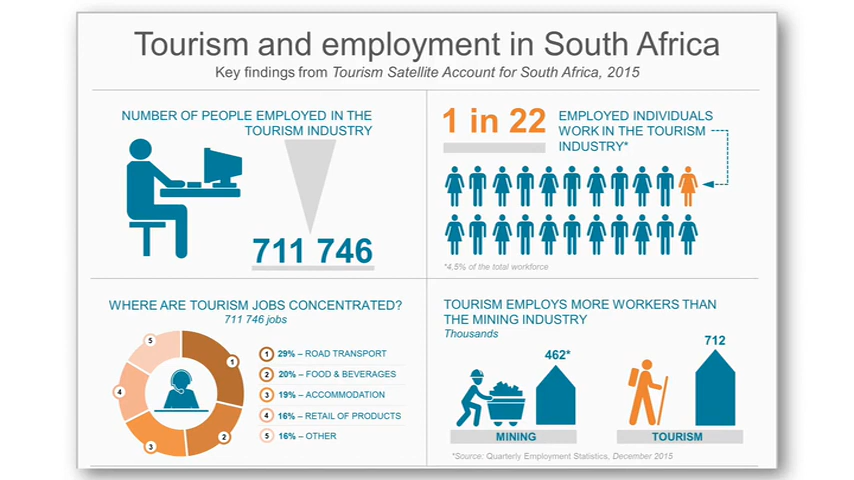 Tourism and employment in South Africa
Key findings from Tourism Satellite Account for South Africa, 2015
NUMBER OF PEOPLE EMPLOYED IN THE
TOURISM INDUSTRY
711 746
1 in 22
EMPLOYED INDIVIDUALS
WORK IN THE TOURISM
INDUSTRY*
*4,5% of the total workforce
WHERE ARE TOURISM JOBS CONCENTRATED?
711 746 jobs
5
1
4
2
3
1 29% – ROAD TRANSPORT
2 20% – FOOD & BEVERAGES
3 19% – ACCOMMODATION
4 16% – RETAIL OF PRODUCTS
5 16% – OTHER
TOURISM EMPLOYS MORE WORKERS THAN
THE MINING INDUSTRY
Thousands
462*
712
MINING
TOURISM
*Source: Quarterly Employment Statistics, December 2015